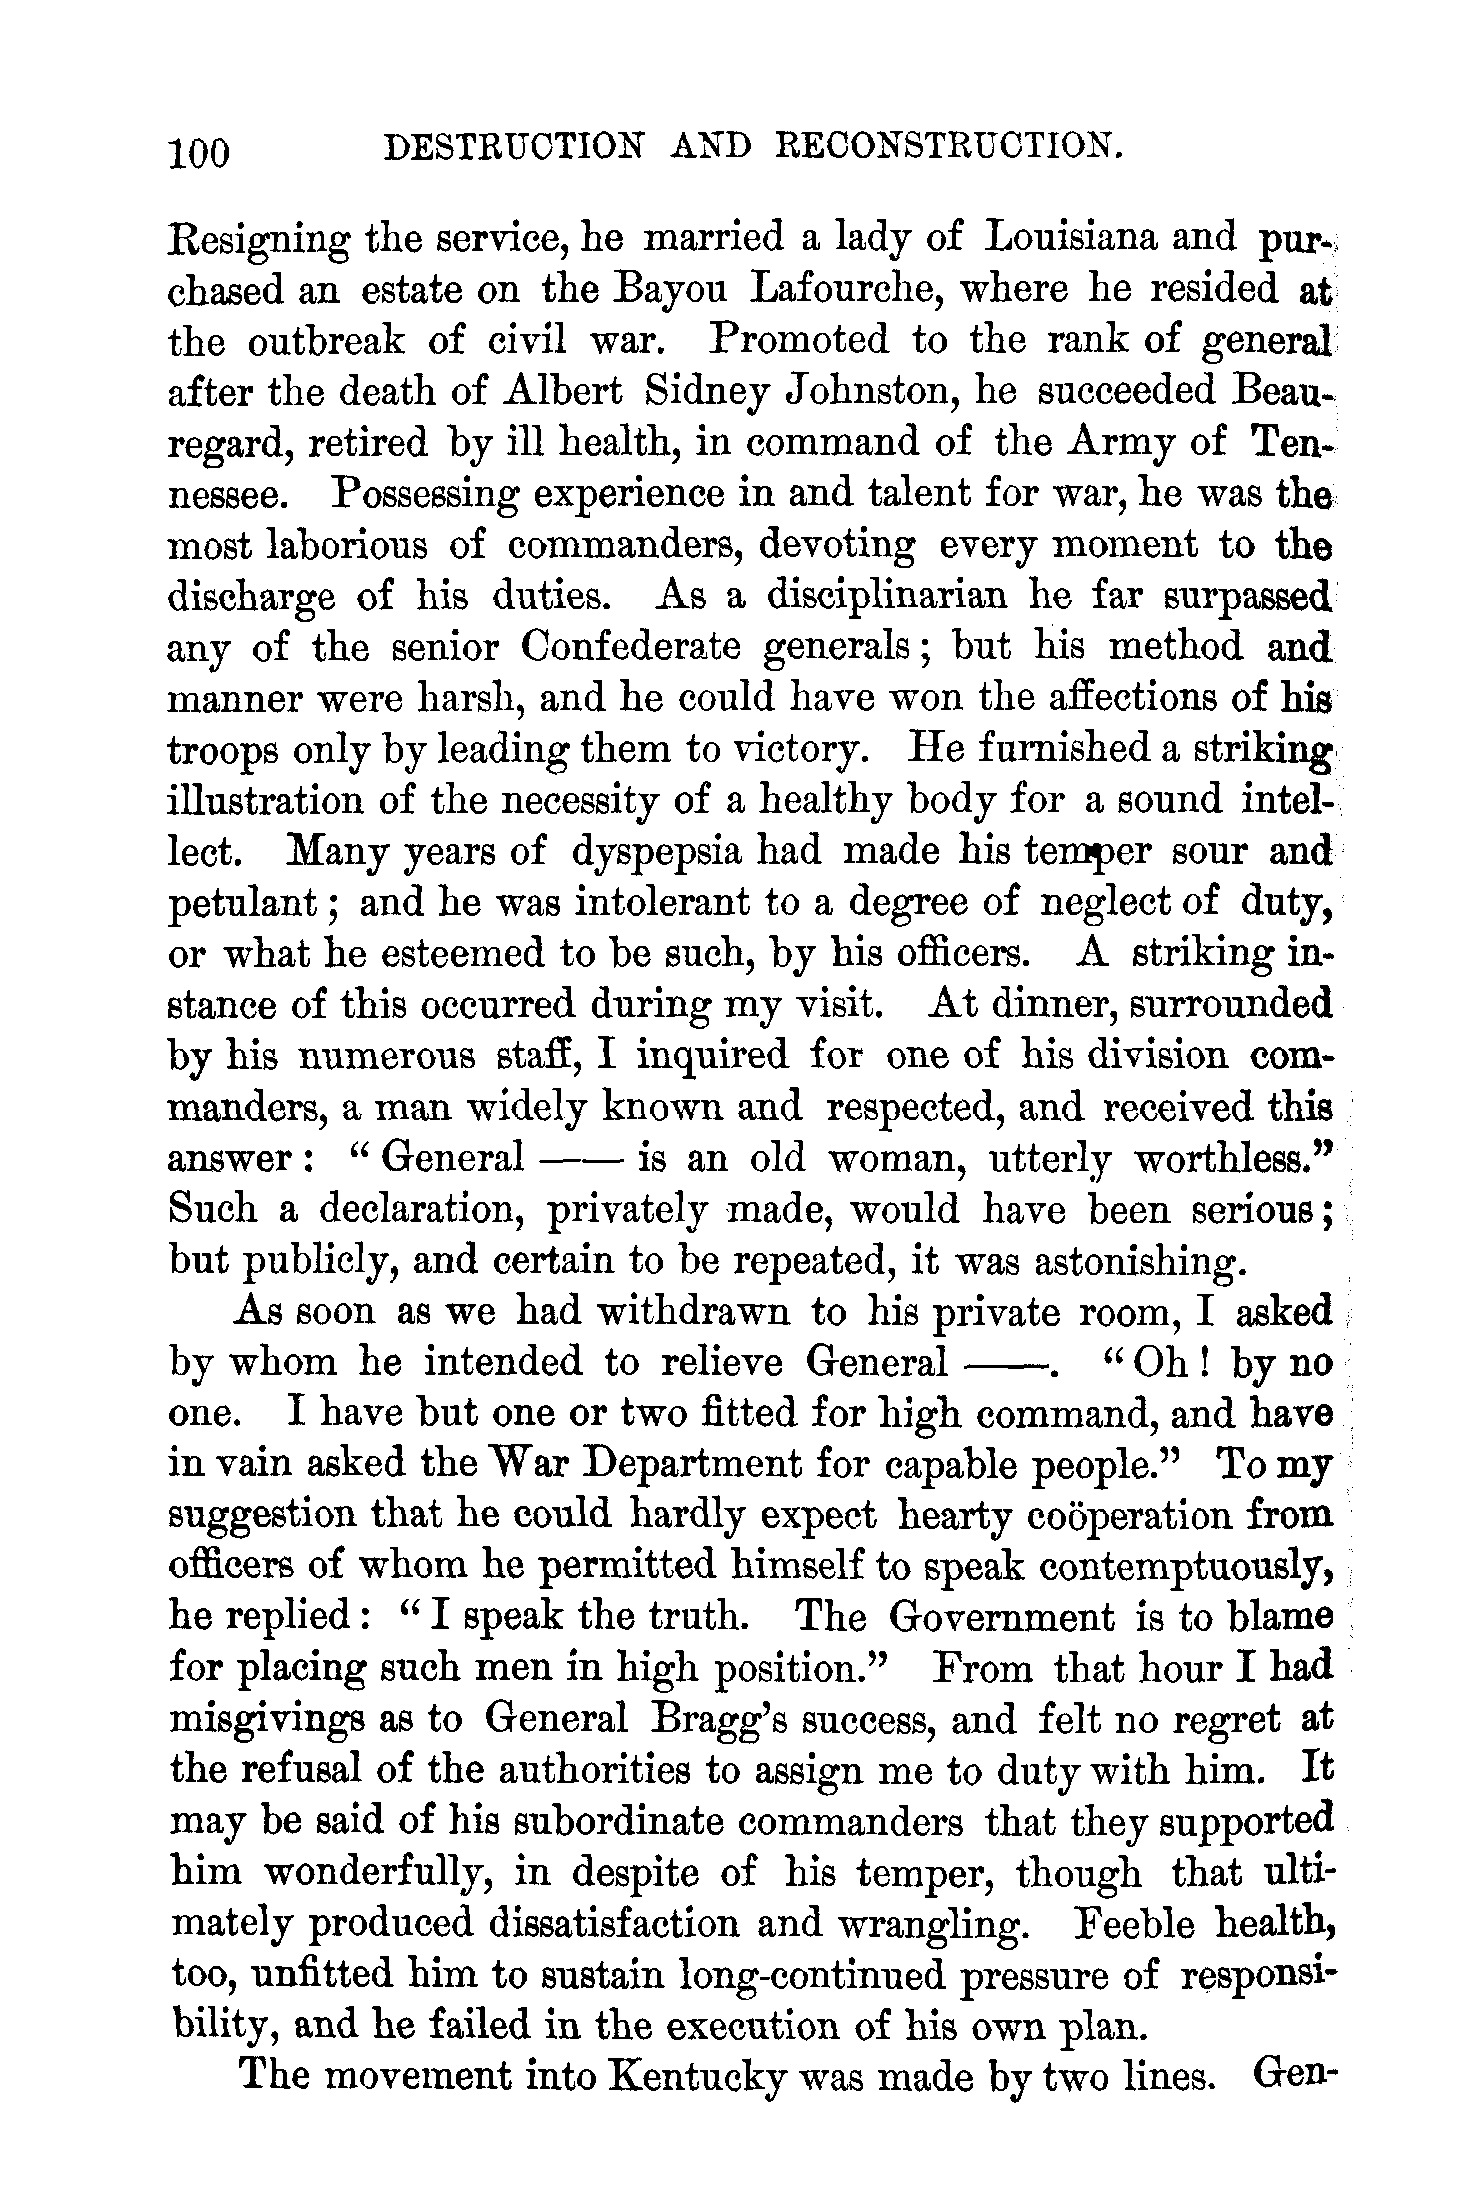 100 DESTRUCTION AND RECONSTRUCTION.
Resigning the service, he married a lady of Louisiana and pur-
chased an estate on the Bayou Lafourche, where he resided at
the outbreak of civil war. Promoted to the rank of general
after the death of Albert Sidney Johnston, he succeeded Beau-
regard, retired by ill health, in command of the Army of Ten-
nessee. Possessing experience in and talent for war, he was the
most laborious of commanders, devoting every moment to the
discharge of his duties. As a disciplinarian he far surpassed
any of the senior Confederate generals; but his method and
manner were harsh, and he could have won the affections of his
troops only by leading them to victory. He furnished a striking
illustration of the necessity of a healthy body for a sound intel-
lect. Many years of dyspepsia had made his temper sour and
petulant; and he was intolerant to a degree of neglect of duty,
or what he esteemed to be such, by his officers. A striking in-
stance of this occurred during my visit. At dinner, surrounded
by his numerous staff, I inquired for one of his division com-
manders, a man widely known and respected, and received this
answer: “General —— is an old woman, utterly worthless.”
Such a declaration, privately made, would have been serious;
but publicly, and certain to be repeated, it was astonishing.
As soon as we had withdrawn to his private room, I asked
by whom he intended to relieve General ——. “Oh! by no
one. I have but one or two fitted for high command, and have
in vain asked the War Department for capable people.” To my
suggestion that he could hardly expect hearty coöperation from
officers of whom he permitted himself to speak contemptuously,
he replied: “I speak the truth. The Government is to blame
for placing such men in high position.” From that hour I had
misgivings as to General Bragg’s success, and felt no regret at
the refusal of the authorities to assign me to duty with him. It
may be said of his subordinate commanders that they supported
him wonderfully, in despite of his temper, though that ulti-
mately produced dissatisfaction and wrangling. Feeble health,
too, unfitted him to sustain long-continued pressure of responsi-
bility, and he failed in the execution of his own plan.
The movement into Kentucky was made by two lines. Gen-